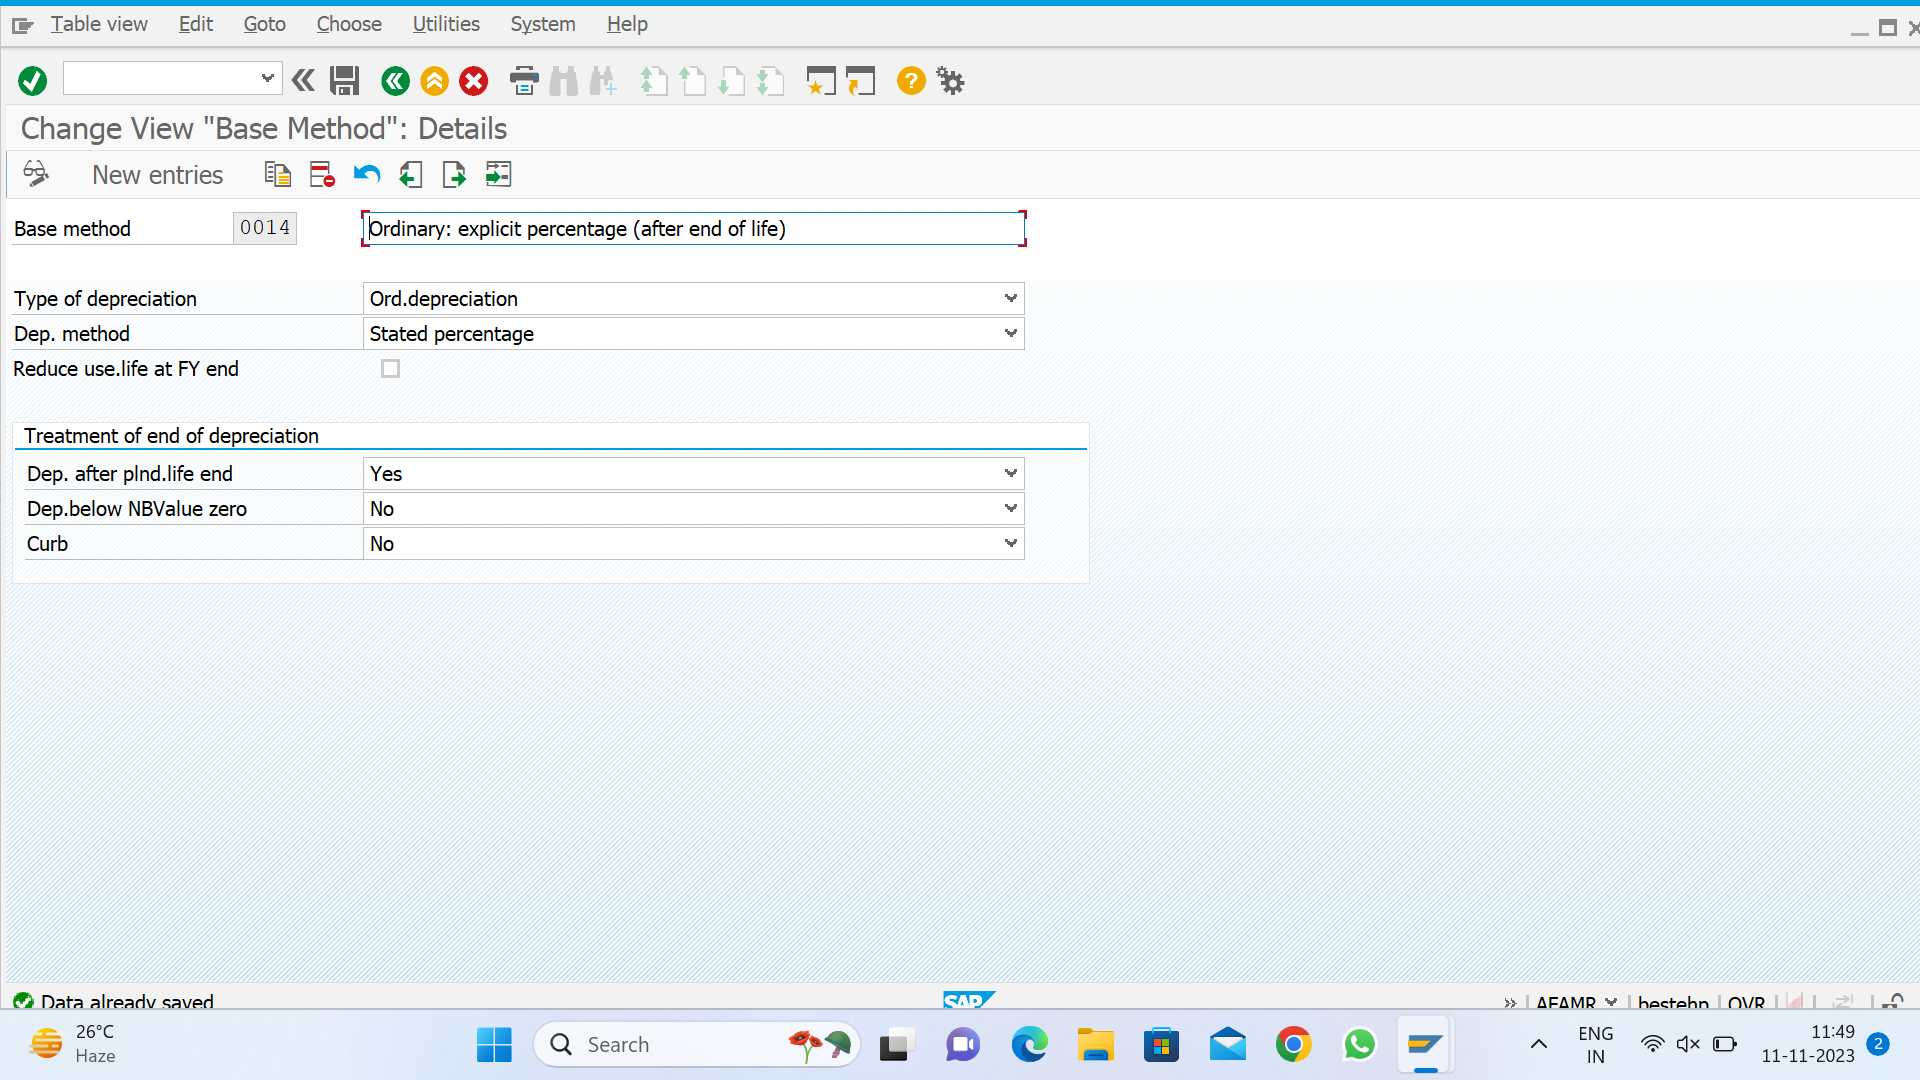 Table view Edit Goto Choose Utilities System Help
Change View "Base Method": Details
New entries
Base method 0014 Ordinary: explicit percentage (after end of life)
Type of depreciation Ord.depreciation
Dep. method Stated percentage
Reduce use.life at FY end
Treatment of end of depreciation
Dep. after plnd.life end Yes
Dep.below NBValue zero No
Curb No
Data already saved SAP AFAMR bestehp OVR
26°C
Haze
Search
ENG
IN
11:49
11-11-2023
2